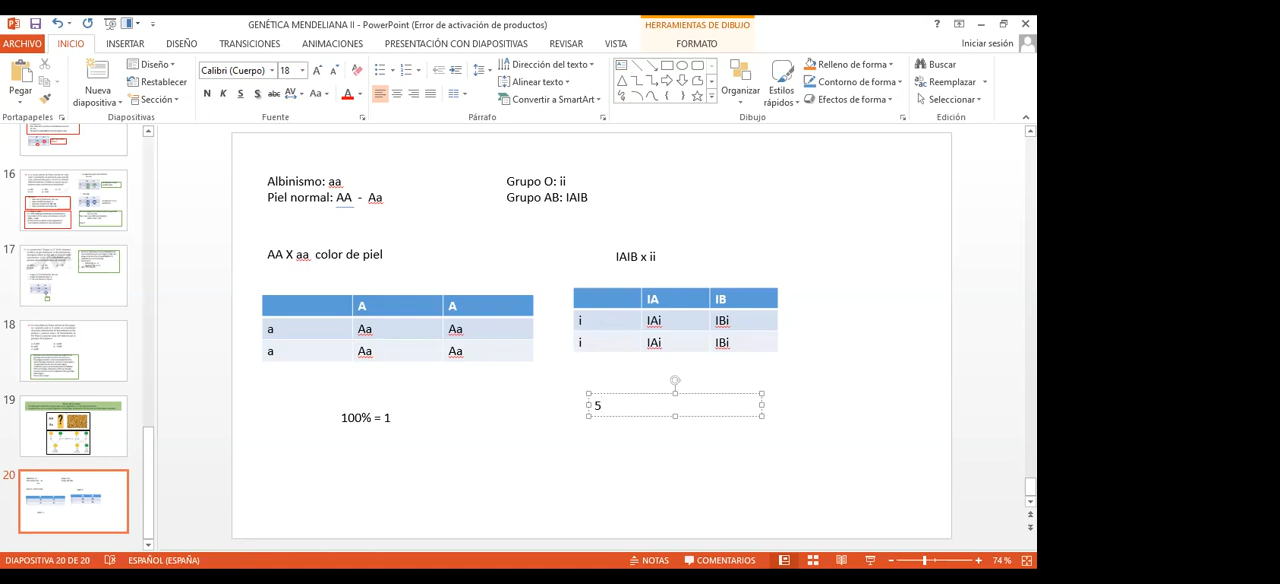 GENÉTICA MENDELIANA II - PowerPoint (Error de activación de productos)
HERRAMIENTAS DE DIBUJO
ARCHIVO INICIO INSERTAR DISEÑO TRANSICIONES ANIMACIONES PRESENTACIÓN CON DIAPOSITIVAS REVISAR VISTA FORMATO
Iniciar sesión
Pegar
Nueva diapositiva
Diseño
Restablecer
Sección
Calibri (Cuerpo) 18
N K S S abc AV Aa A
Dirección del texto
Alinear texto
Convertir a SmartArt
Organizar
Estilos rápidos
Relleno de forma
Contorno de forma
Efectos de forma
Buscar
Reemplazar
Seleccionar
Portapapeles Diapositivas Fuente Párrafo Dibujo Edición
16
17
18
19
20
Albinismo: aa
Piel normal: AA - Aa
Grupo O: ii
Grupo AB: IAIB
AA X aa color de piel
IAIB x ii
A A
a Aa Aa
a Aa Aa
IA IB
i IAi IBi
i IAi IBi
100% = 1
5
DIAPOSITIVA 20 DE 20 ESPAÑOL (ESPAÑA) NOTAS COMENTARIOS 74 %